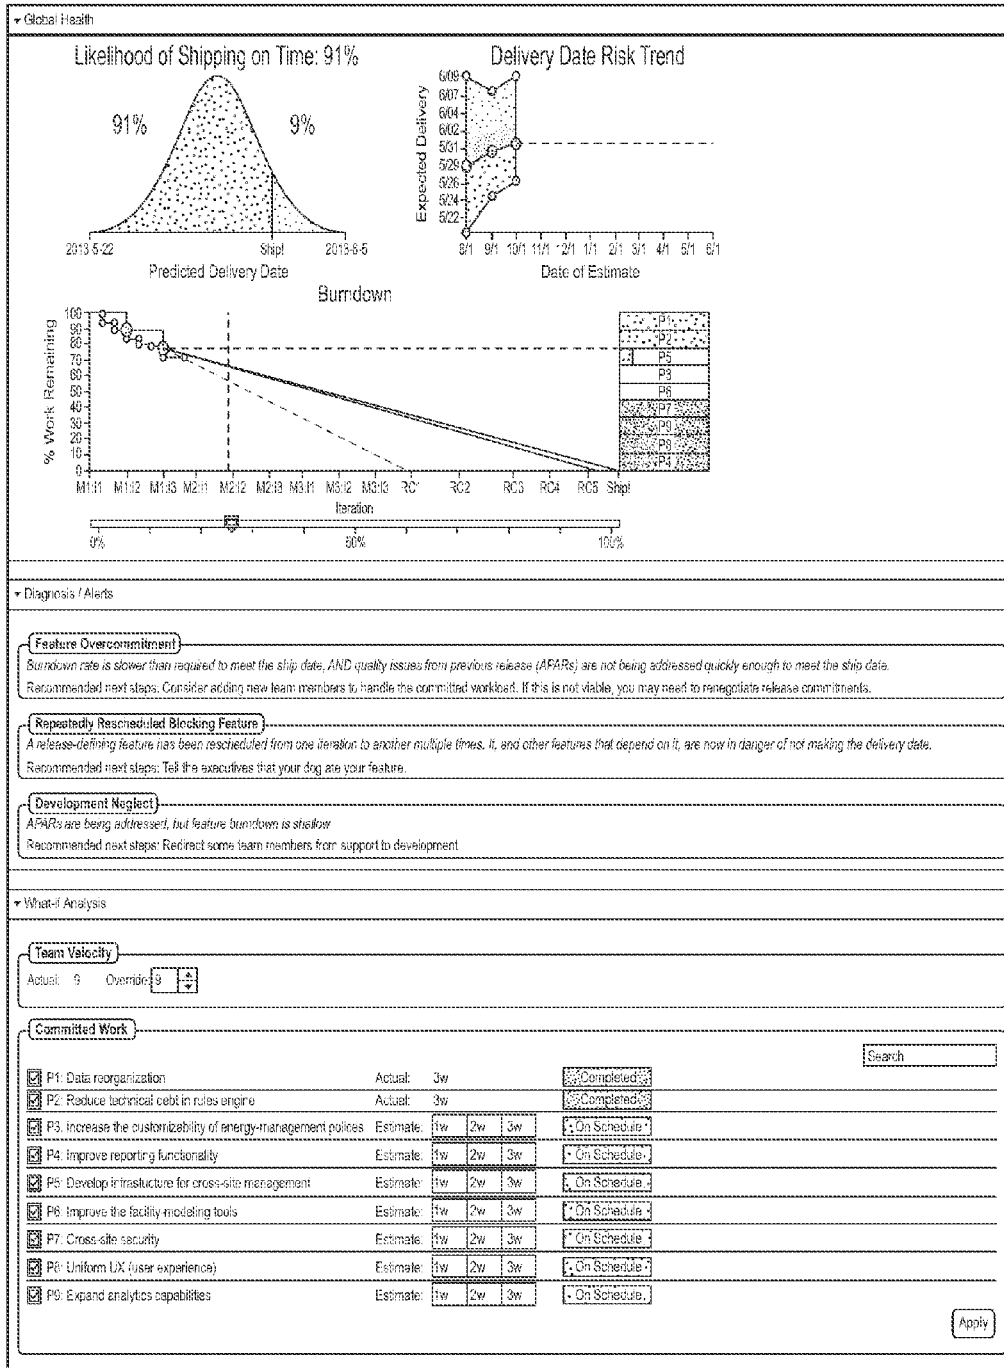 Global Health
Likelihood of Shipping on Time: 91%
91%
9%
2013-5-22
Ship!
2013-6-5
Predicted Delivery Date
Delivery Date Risk Trend
Expected Delivery
6/09
6/07
6/04
6/02
5/31
5/29
5/26
5/24
5/22
8/1 9/1 10/1 11/1 12/1 1/1 2/1 3/1 4/1 5/1 6/1
Date of Estimate
Burndown
% Work Remaining
100
90
80
70
60
50
40
30
20
10
0
M1:I1 M1:I2 M1:I3 M2:I1 M2:I2 M2:I3 M3:I1 M3:I2 M3:I3 RC1 RC2 RC3 RC4 RC5 Ship!
Iteration
0% 50% 100%
P1
P2
P5
P3
P6
P7
P9
P8
P4
Diagnosis / Alerts
Feature Overcommitment
Burndown rate is slower than required to meet the ship date, AND quality issues from previous release (APARs) are not being addressed quickly enough to meet the ship date.
Recommended next steps: Consider adding new team members to handle the committed workload. If this is not viable, you may need to renegotiate release commitments.
Repeatedly Rescheduled Blocking Feature
A release-defining feature has been rescheduled from one iteration to another multiple times. It, and other features that depend on it, are now in danger of not making the delivery date.
Recommended next steps: Tell the executives that your dog ate your feature.
Development Neglect
APARs are being addressed, but feature burndown is shallow
Recommended next steps: Redirect some team members from support to development
What-if Analysis
Team Velocity
Actual: 9 Override: 9
Committed Work
Search
P1: Data reorganization Actual: 3w Completed
P2: Reduce technical debt in rules engine Actual: 3w Completed
P3: Increase the customizability of energy-management polices Estimate: 1w 2w 3w On Schedule
P4: Improve reporting functionality Estimate: 1w 2w 3w On Schedule
P5: Develop infrastucture for cross-site management Estimate: 1w 2w 3w On Schedule
P6: Improve the facility-modeling tools Estimate: 1w 2w 3w On Schedule
P7: Cross-site security Estimate: 1w 2w 3w On Schedule
P8: Uniform UX (user experience) Estimate: 1w 2w 3w On Schedule
P9: Expand analytics capabilities Estimate: 1w 2w 3w On Schedule
Apply